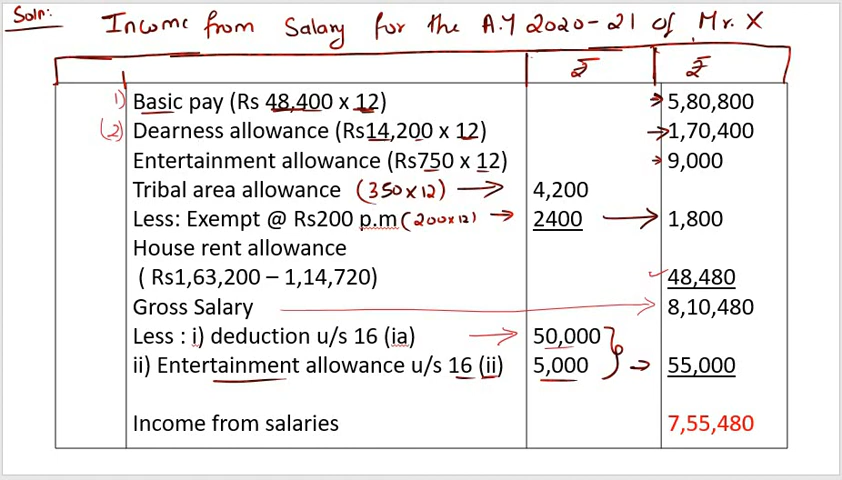 Soln:
Income from Salary for the A.Y 2020-21 of Mr. X
₹ ₹
1) Basic pay (Rs 48,400 x 12) 5,80,800
(2) Dearness allowance (Rs14,200 x 12) 1,70,400
Entertainment allowance (Rs750 x 12) 9,000
Tribal area allowance (350x12) → 4,200
Less: Exempt @ Rs200 p.m (200x12) → 2400 → 1,800
House rent allowance
( Rs1,63,200 – 1,14,720) 48,480
Gross Salary 8,10,480
Less : i) deduction u/s 16 (ia) → 50,000
ii) Entertainment allowance u/s 16 (ii) 5,000 → 55,000
Income from salaries 7,55,480